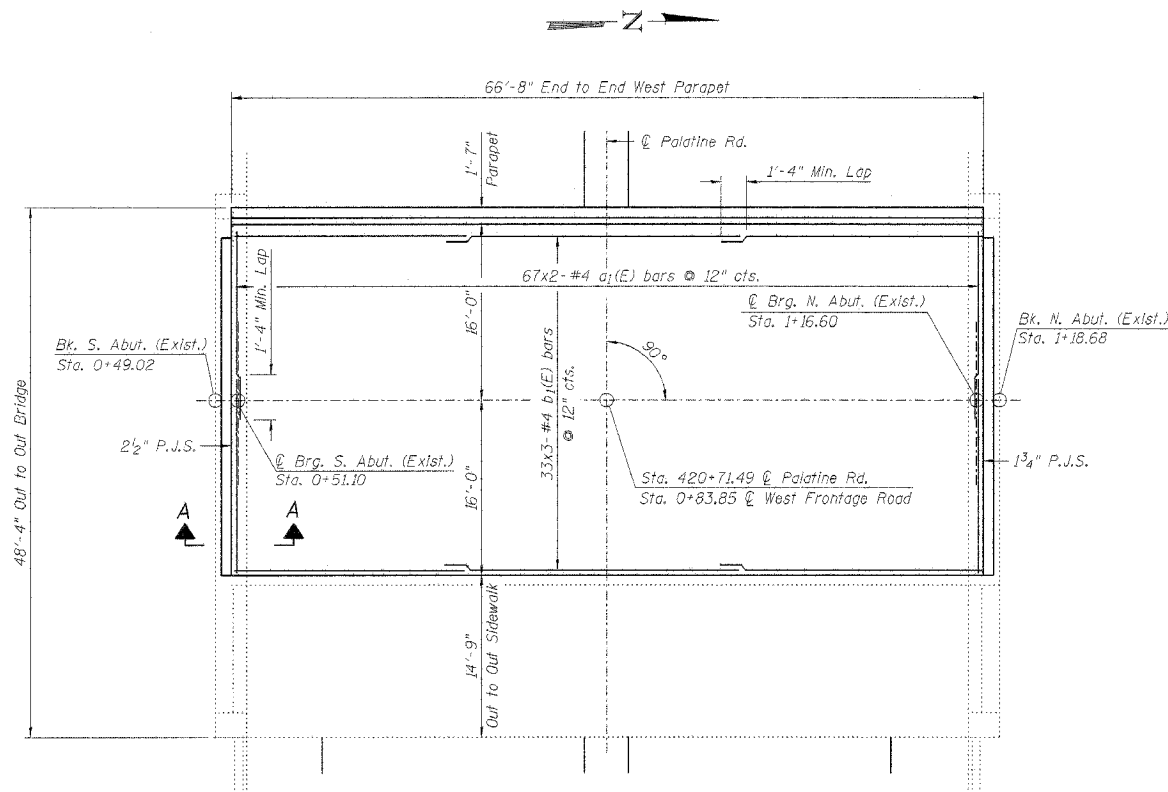 Z
66'-8" End to End West Parapet
1'-7"
Parapet
℄ Palatine Rd.
1'-4" Min. Lap
67x2-#4 a1(E) bars @ 12" cts.
1'-4" Min. Lap
16'-0"
℄ Brg. N. Abut. (Exist.)
Sta. 1+16.60
Bk. N. Abut. (Exist.)
Sta. 1+18.68
Bk. S. Abut. (Exist.)
Sta. 0+49.02
90°
33x3-#4 b1(E) bars
@ 12" cts.
2½" P.J.S.
℄ Brg. S. Abut. (Exist.)
Sta. 0+51.10
1¾" P.J.S.
16'-0"
Sta. 420+71.49 ℄ Palatine Rd.
Sta. 0+83.85 ℄ West Frontage Road
A
A
48'-4" Out to Out Bridge
14'-9"
Out to Out Sidewalk